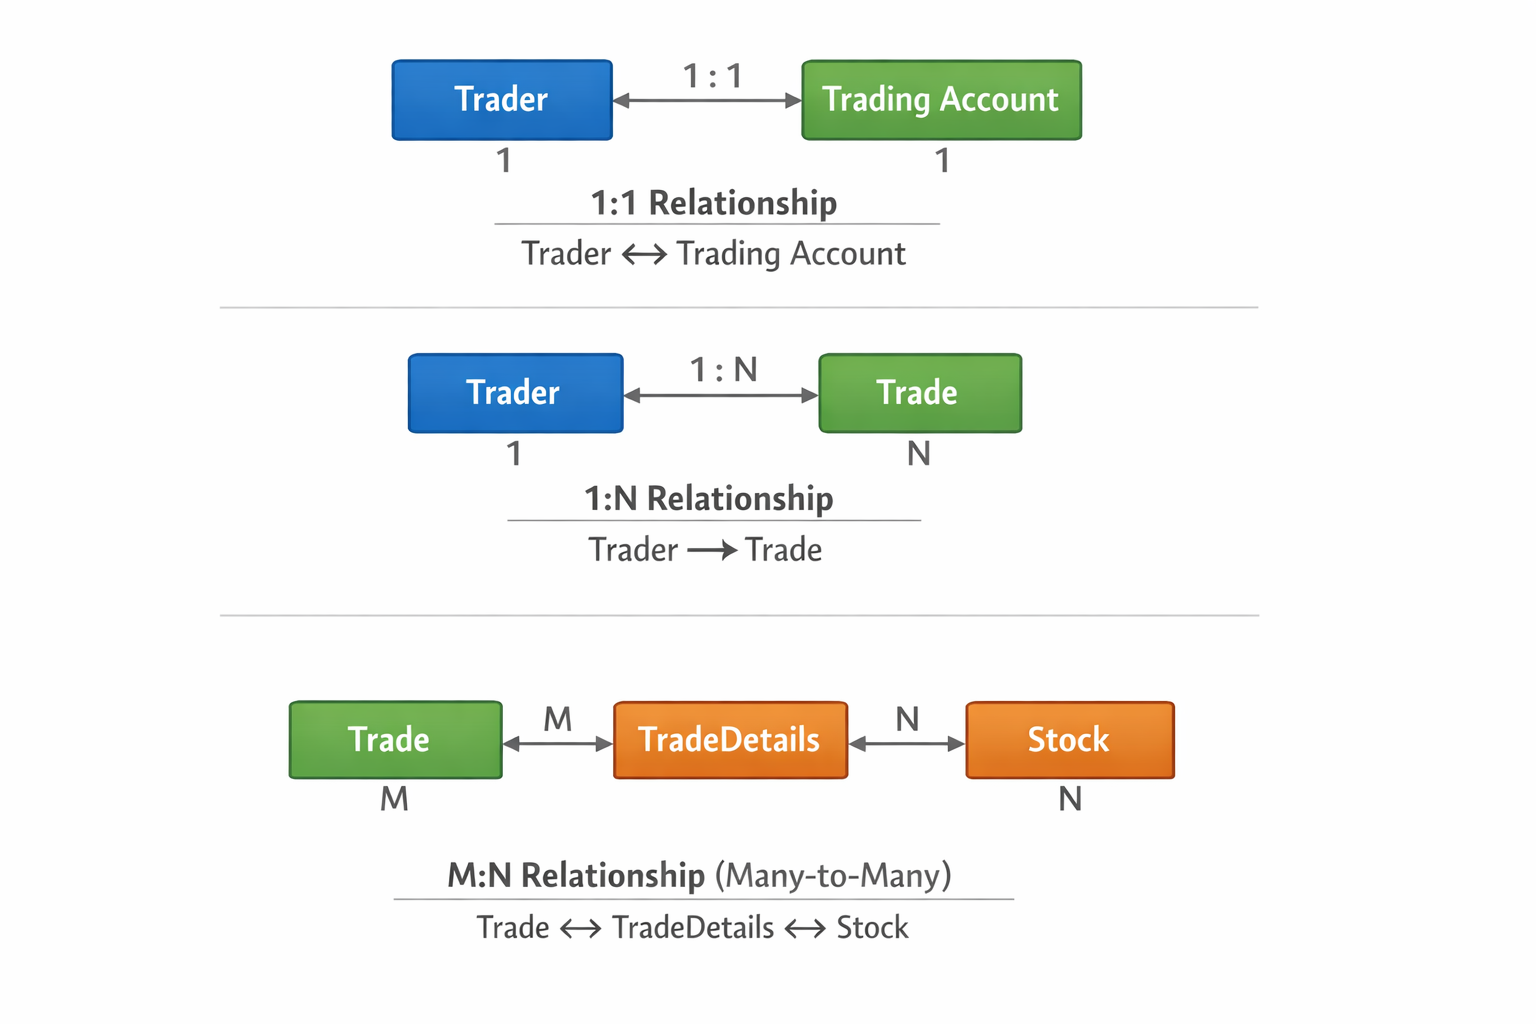 1 : 1
Trader
Trading Account
1
1
1:1 Relationship
Trader ↔ Trading Account
1 : N
Trader
Trade
1
N
1:N Relationship
Trader → Trade
M
N
Trade
TradeDetails
Stock
M
N
M:N Relationship (Many-to-Many)
Trade ↔ TradeDetails ↔ Stock